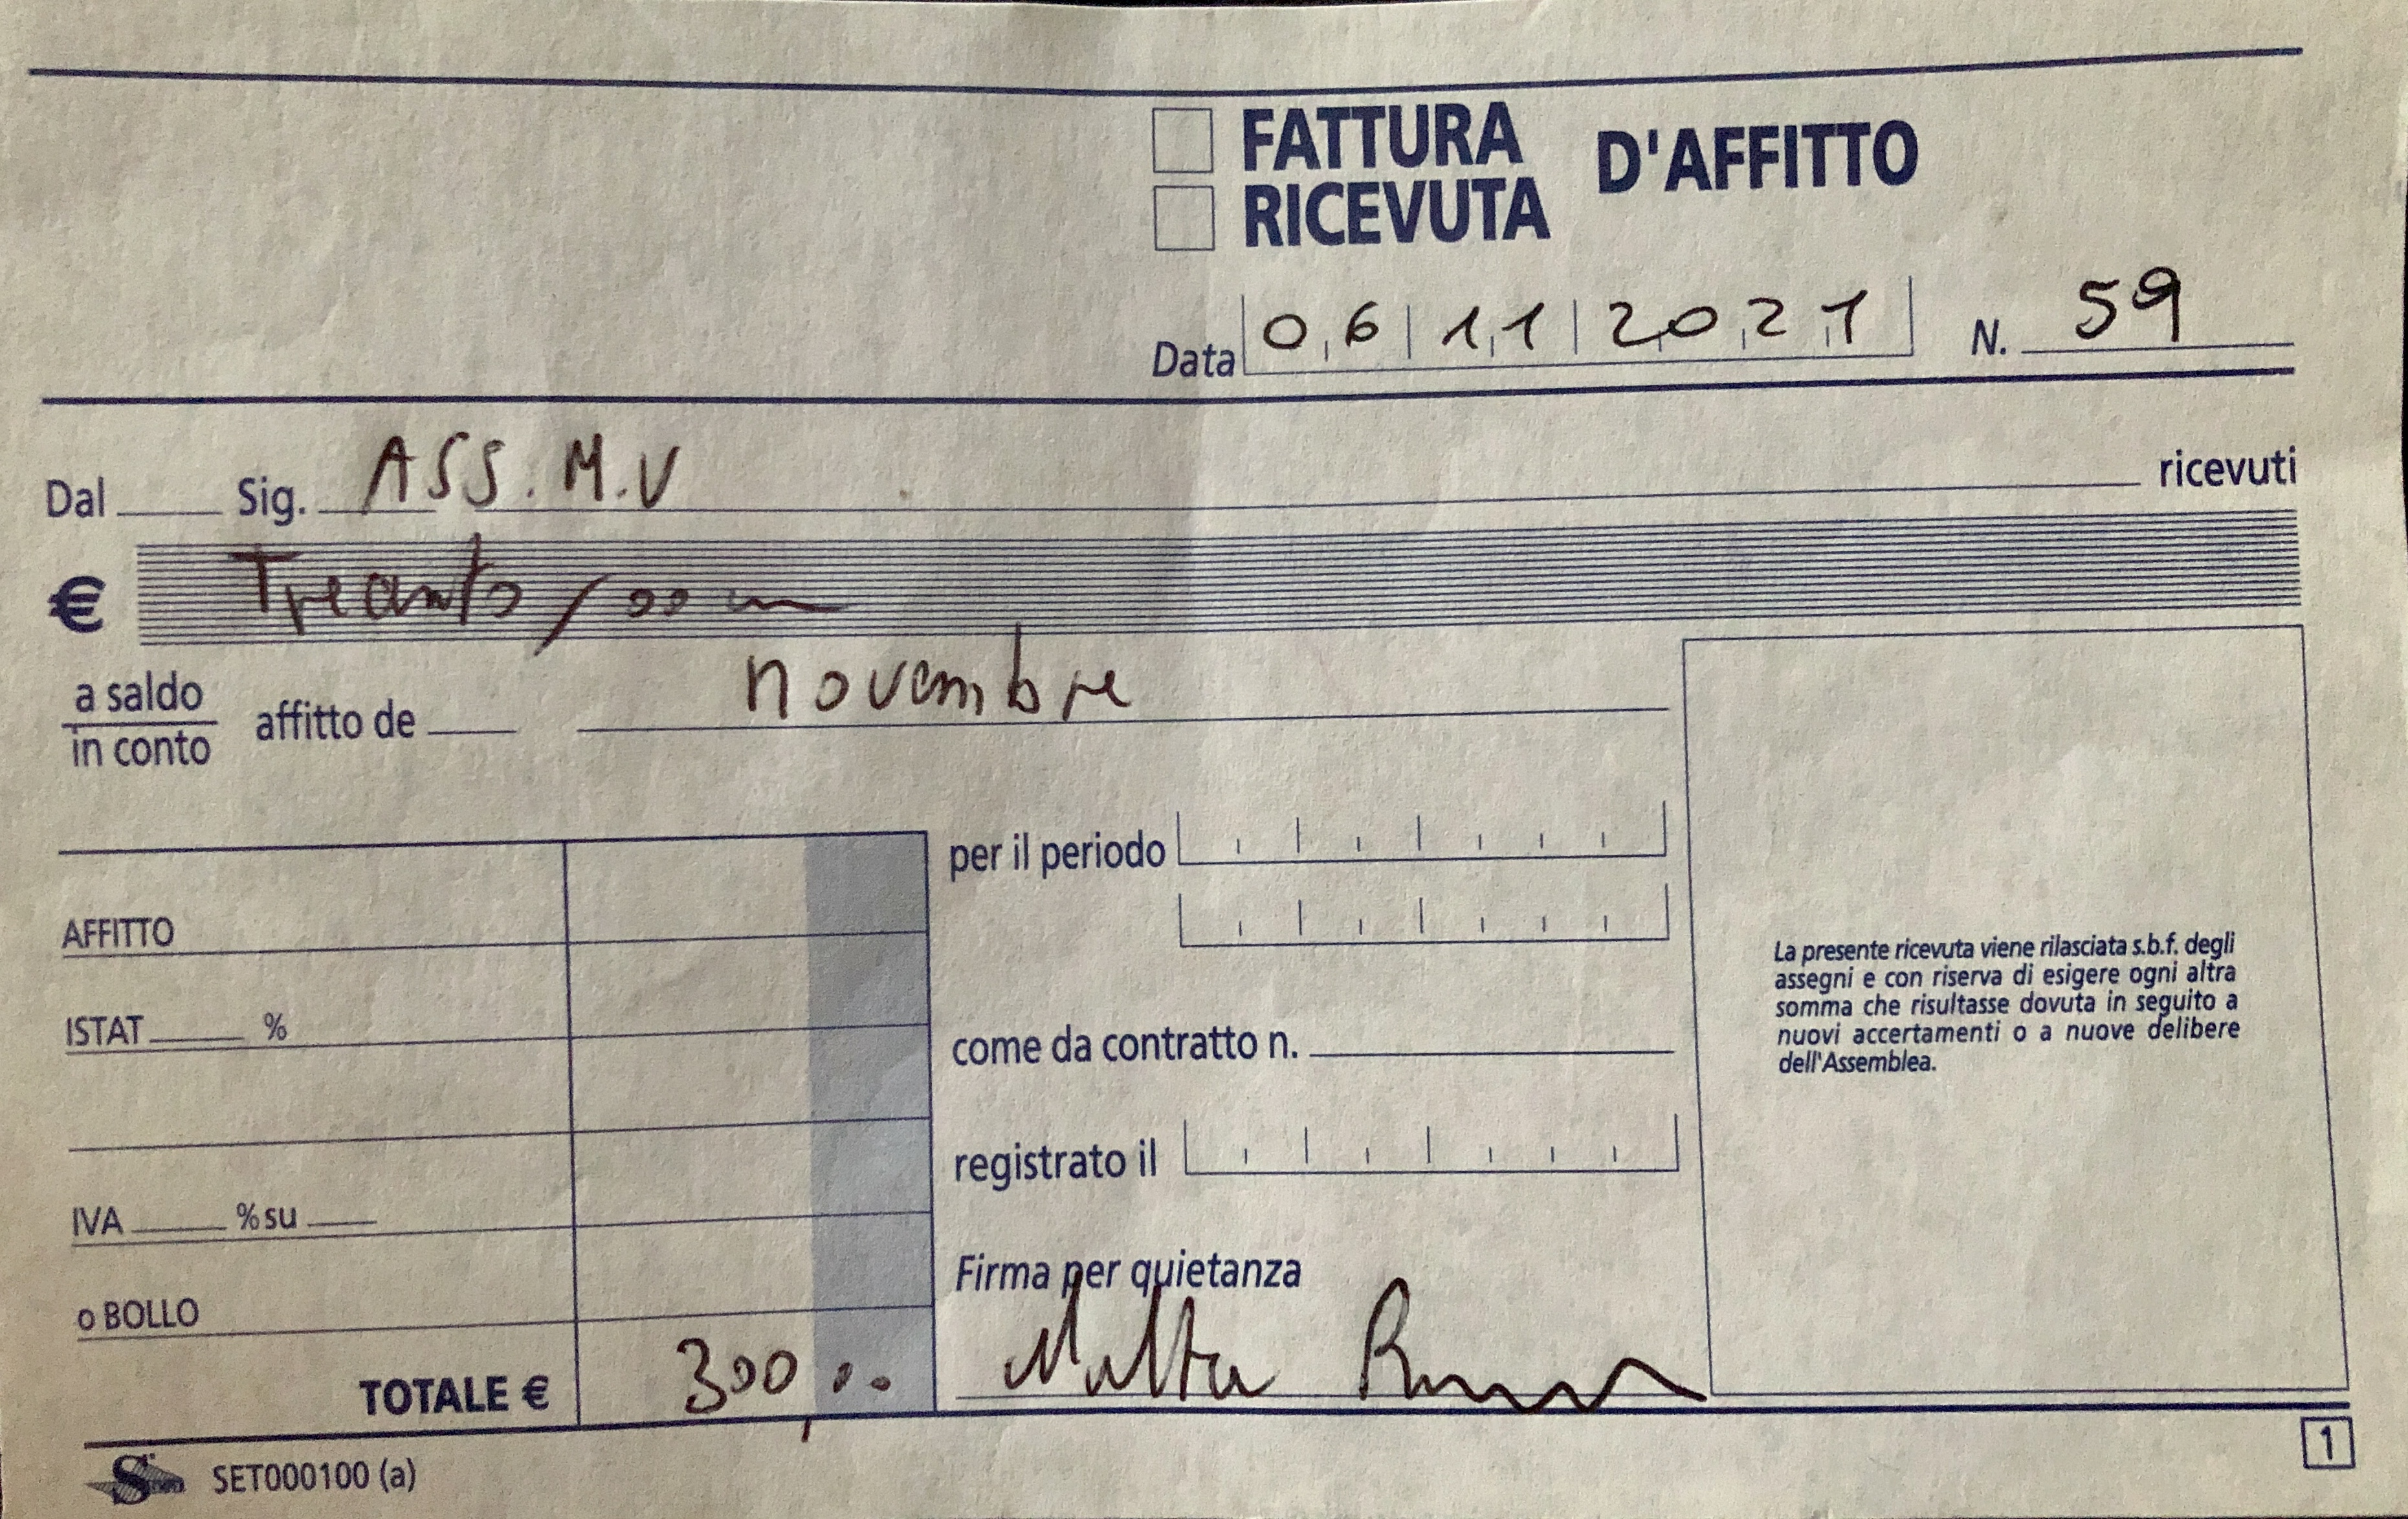 FATTURA
RICEVUTA
D'AFFITTO
Data 06 11 2021 N. 59
Dal Sig. ASS. M.V ricevuti
€ Trecento/00
a saldo
in conto
affitto de novembre
per il periodo
AFFITTO
ISTAT %
come da contratto n.
registrato il
IVA % su
o BOLLO
TOTALE € 300,00
Firma per quietanza
La presente ricevuta viene rilasciata s.b.f. degli
assegni e con riserva di esigere ogni altra
somma che risultasse dovuta in seguito a
nuovi accertamenti o a nuove delibere
dell'Assemblea.
SET000100 (a)
1